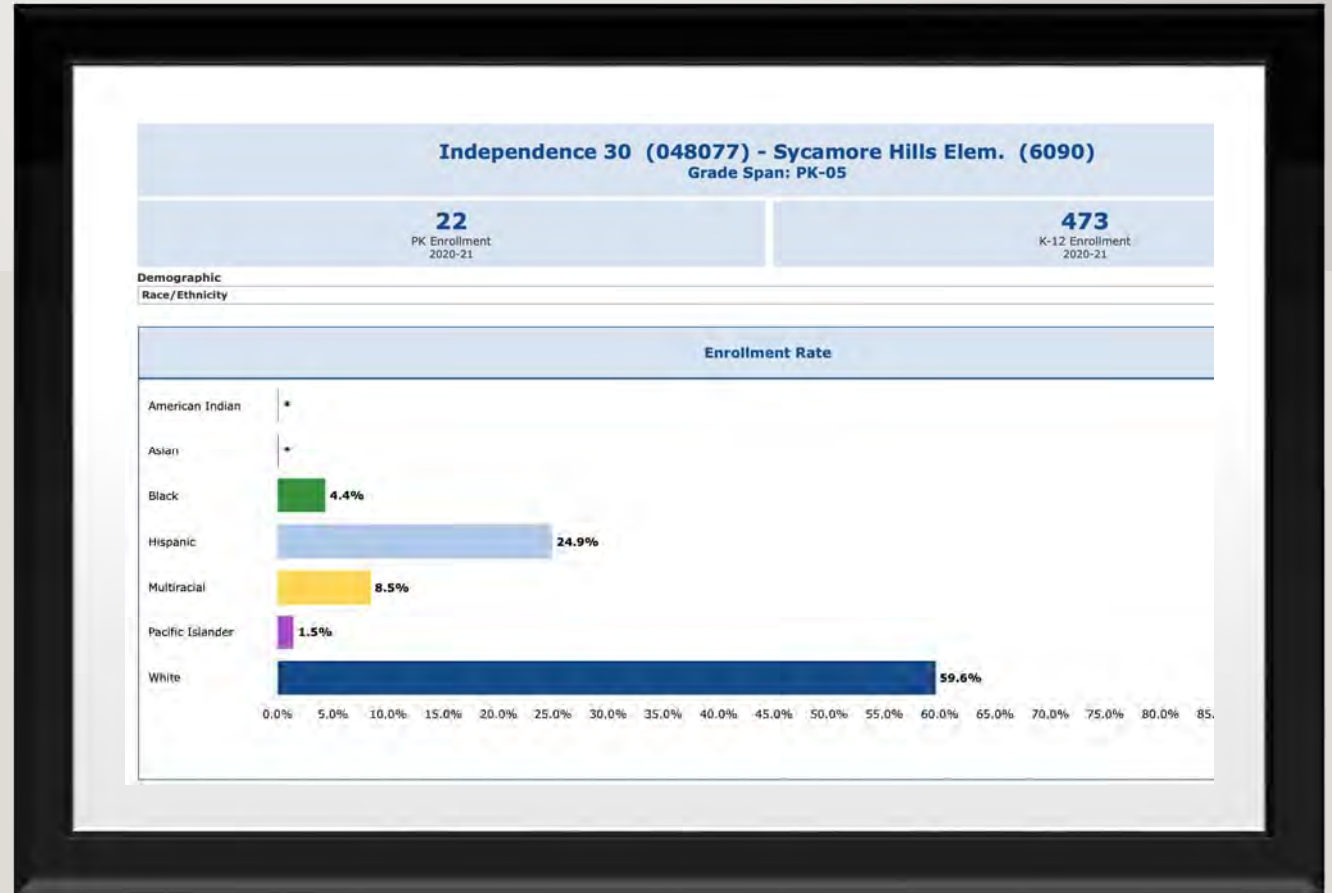 Independence 30 (048077) - Sycamore Hills Elem. (6090)
Grade Span: PK-05
22
PK Enrollment
2020-21
473
K-12 Enrollment
2020-21
Demographic
Race/Ethnicity
Enrollment Rate
American Indian *
Asian *
Black 4.4%
Hispanic 24.9%
Multiracial 8.5%
Pacific Islander 1.5%
White 59.6%
0.0% 5.0% 10.0% 15.0% 20.0% 25.0% 30.0% 35.0% 40.0% 45.0% 50.0% 55.0% 60.0% 65.0% 70.0% 75.0% 80.0% 85.